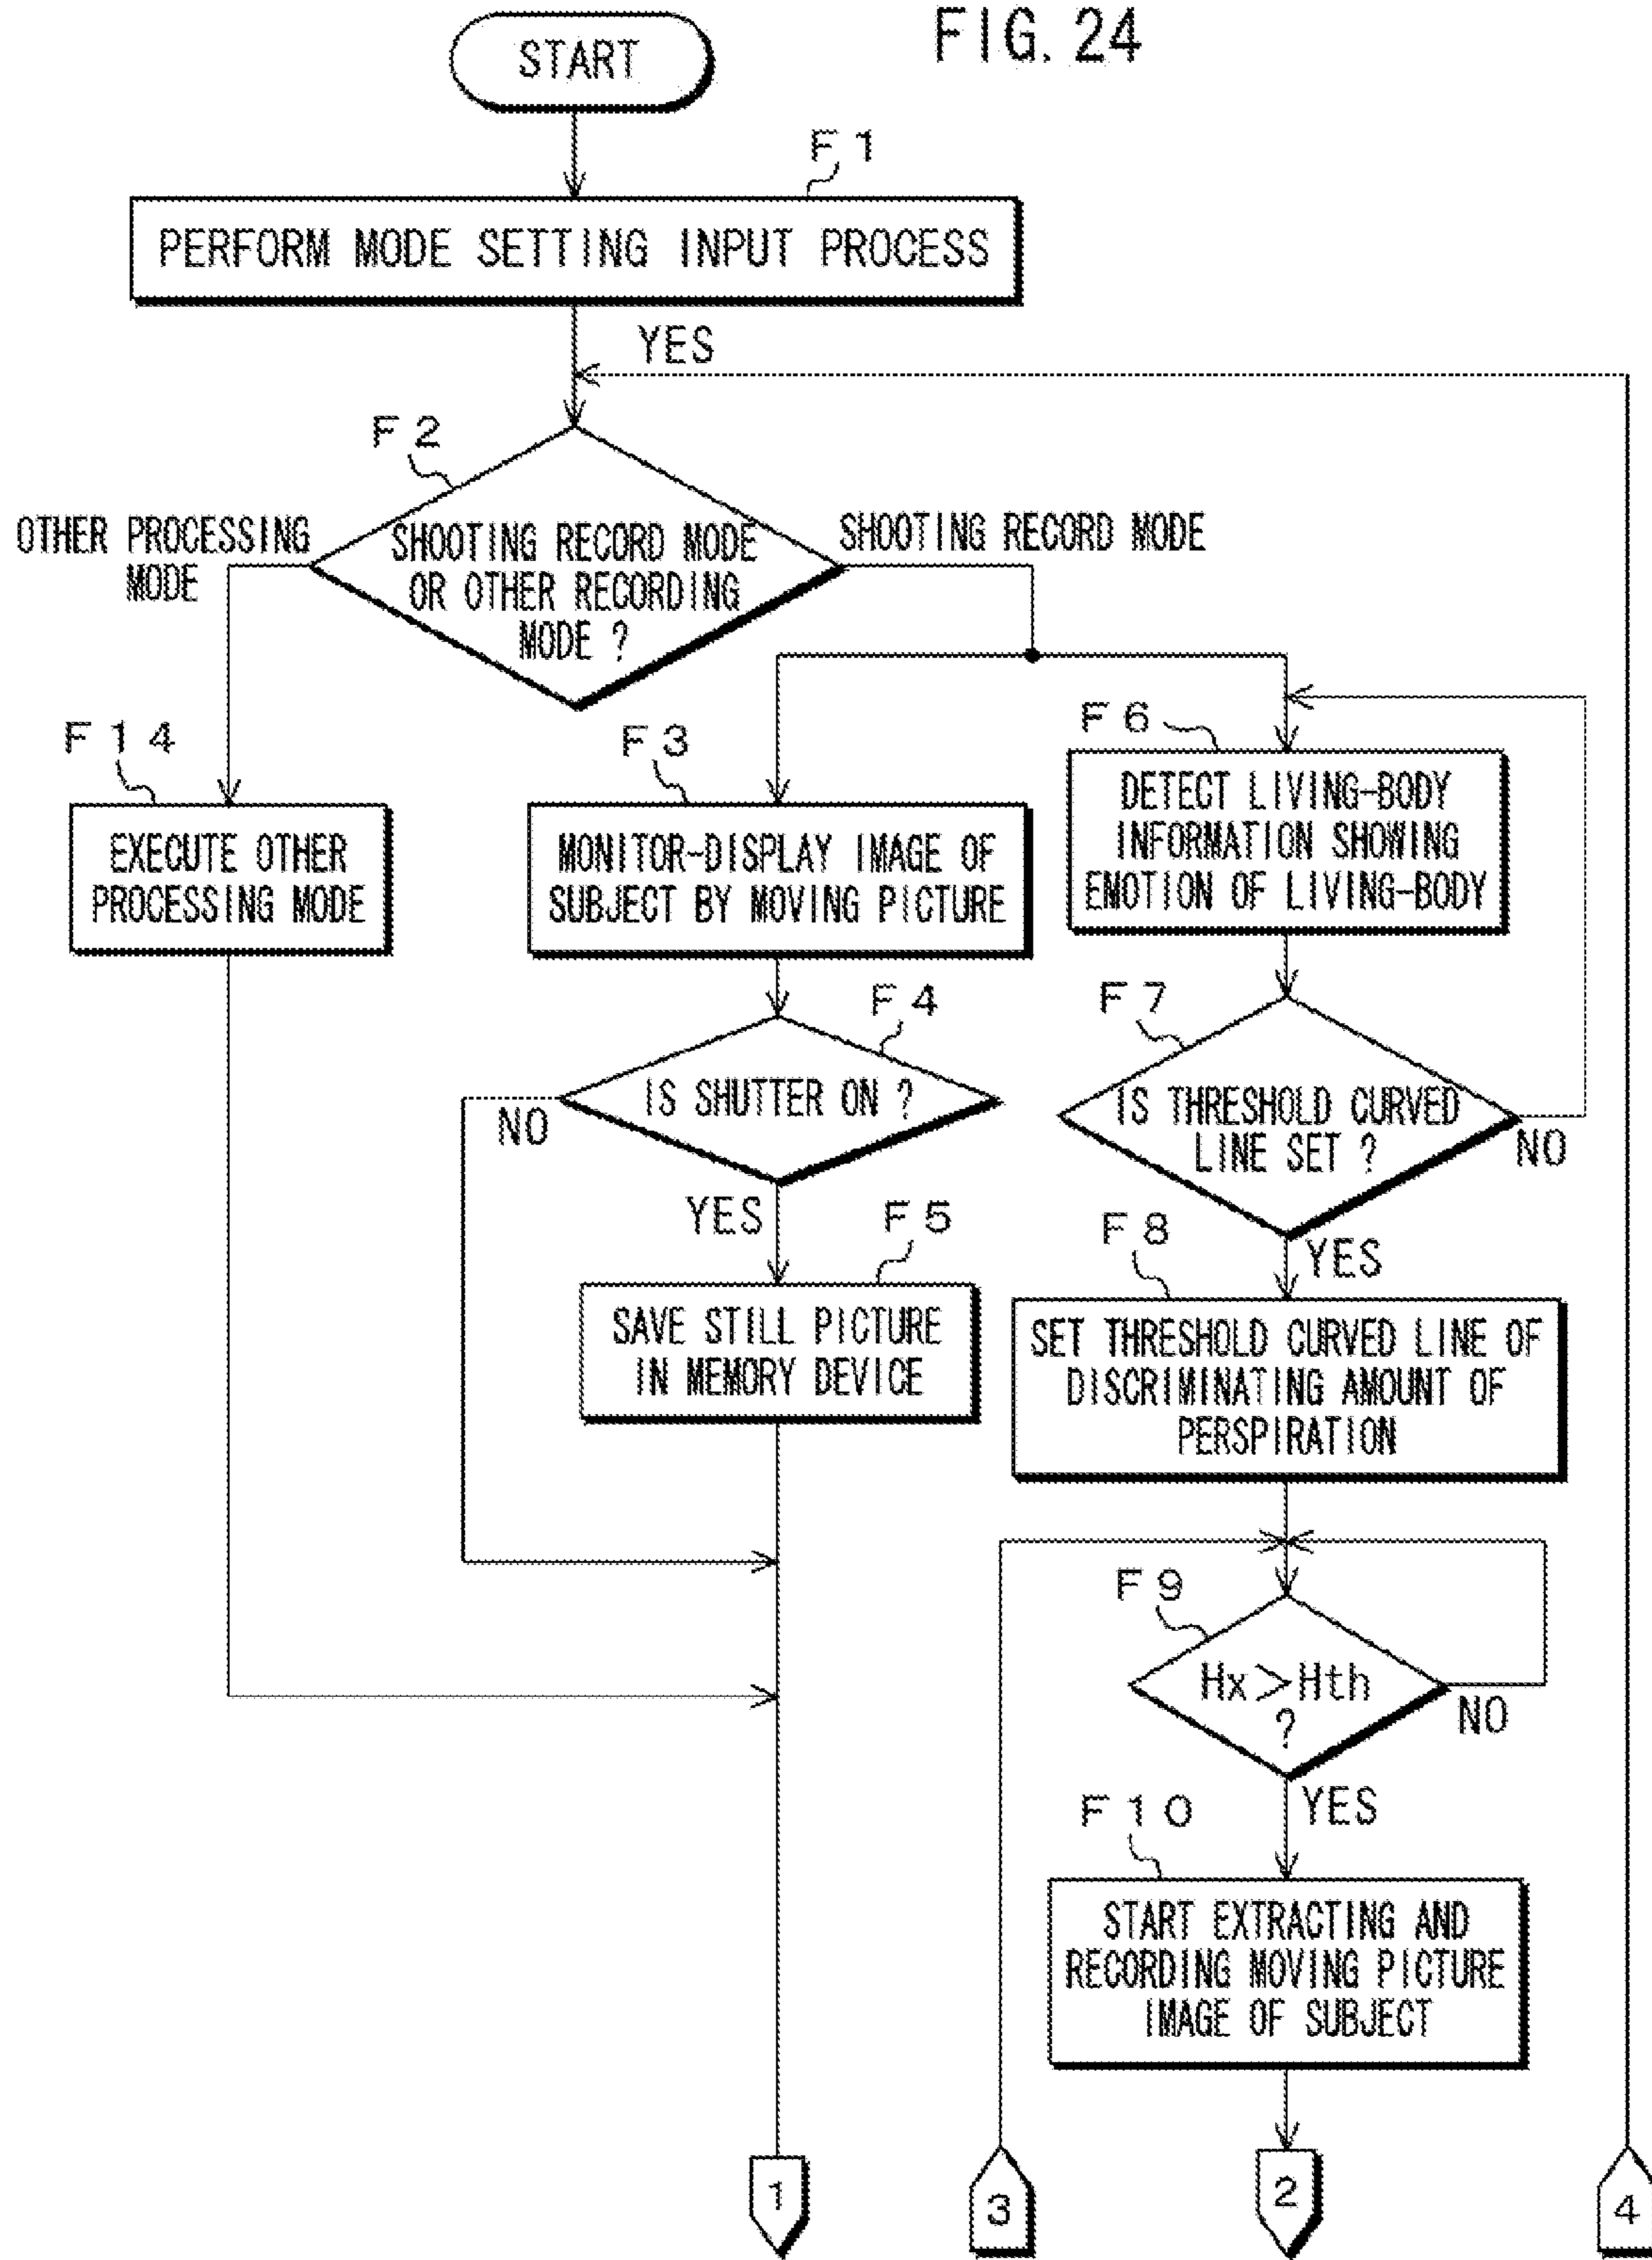 FIG. 24
START
F1
PERFORM MODE SETTING INPUT PROCESS
YES
F2
OTHER PROCESSING
MODE
SHOOTING RECORD MODE
OR OTHER RECORDING
MODE ?
SHOOTING RECORD MODE
F14
EXECUTE OTHER
PROCESSING MODE
F3
MONITOR-DISPLAY IMAGE OF
SUBJECT BY MOVING PICTURE
F6
DETECT LIVING-BODY
INFORMATION SHOWING
EMOTION OF LIVING-BODY
F4
IS SHUTTER ON ?
NO
YES
F7
IS THRESHOLD CURVED
LINE SET ?
NO
YES
F5
SAVE STILL PICTURE
IN MEMORY DEVICE
F8
SET THRESHOLD CURVED LINE OF
DISCRIMINATING AMOUNT OF
PERSPIRATION
F9
Hx>Hth
?
NO
YES
F10
START EXTRACTING AND
RECORDING MOVING PICTURE
IMAGE OF SUBJECT
1
3
2
4